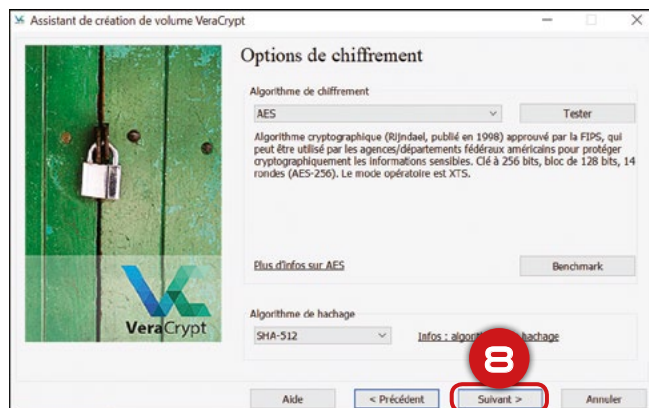 Assistant de création de volume VeraCrypt
Options de chiffrement
Algorithme de chiffrement
AES
Tester
Algorithme cryptographique (Rijndael, publié en 1998) approuvé par la FIPS, qui
peut être utilisé par les agences/départements fédéraux américains pour protéger
cryptographiquement les informations sensibles. Clé à 256 bits, bloc de 128 bits, 14
rondes (AES-256). Le mode opératoire est XTS.
Plus d'infos sur AES
Benchmark
VeraCrypt
Algorithme de hachage
SHA-512
Infos : hachage
8
Aide
< Précédent
Suivant >
Annuler